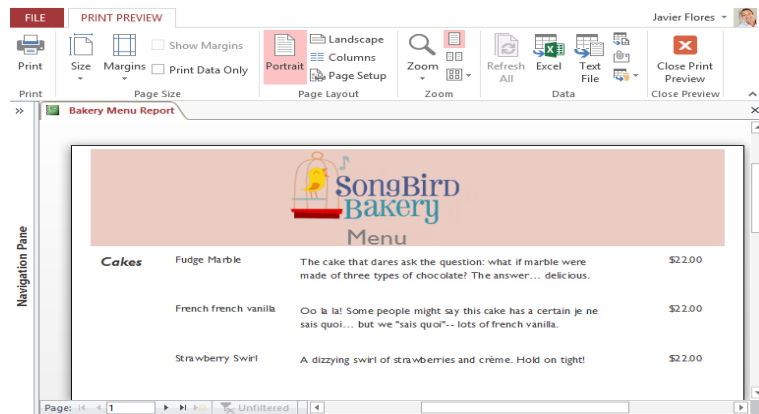 FILE PRINT PREVIEW Javier Flores
Print Size Margins Show Margins Print Data Only Portrait Landscape Columns Page Setup Zoom Refresh All Excel Text File Close Print Preview
Print Page Size Page Layout Zoom Data Close Preview
Bakery Menu Report
Navigation Pane
SongBird
Bakery
Menu
Cakes Fudge Marble The cake that dares ask the question: what if marble were $22.00
made of three types of chocolate? The answer... delicious.
French french vanilla Oo la la! Some people might say this cake has a certain je ne $22.00
sais quoi... but we "sais quoi"-- lots of french vanilla.
Strawberry Swirl A dizzying swirl of strawberries and crème. Hold on tight! $22.00
Page: 1 Unfiltered